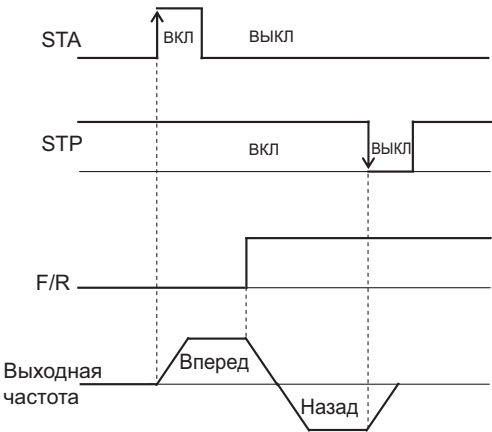 STA
ВКЛ
ВЫКЛ
STP
ВКЛ
ВЫКЛ
F/R
Выходная
частота
Вперед
Назад